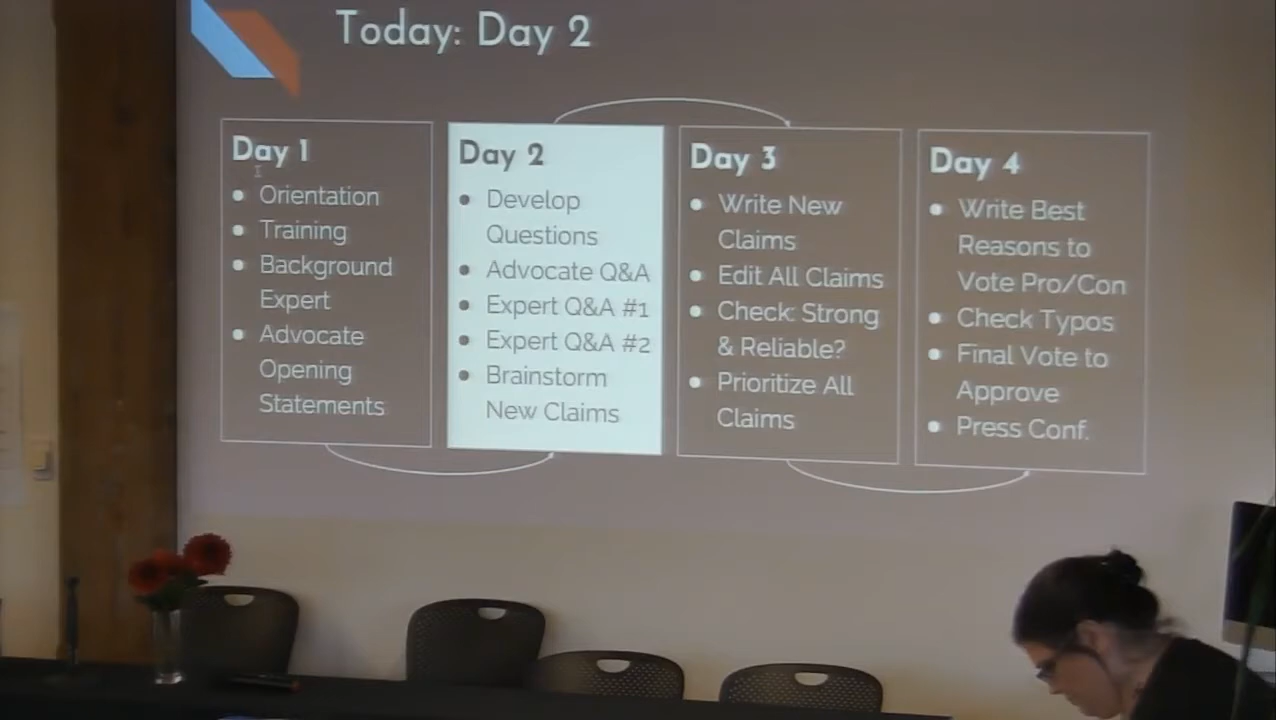 Today: Day 2
Day 1
Orientation
Training
Background
Expert
Advocate
Opening
Statements
Day 2
Develop
Questions
Advocate Q&A
Expert Q&A #1
Expert Q&A #2
Brainstorm
New Claims
Day 3
Write New
Claims
Edit All Claims
Check: Strong
& Reliable?
Prioritize All
Claims
Day 4
Write Best
Reasons to
Vote Pro/Con
Check Typos
Final Vote to
Approve
Press Conf.